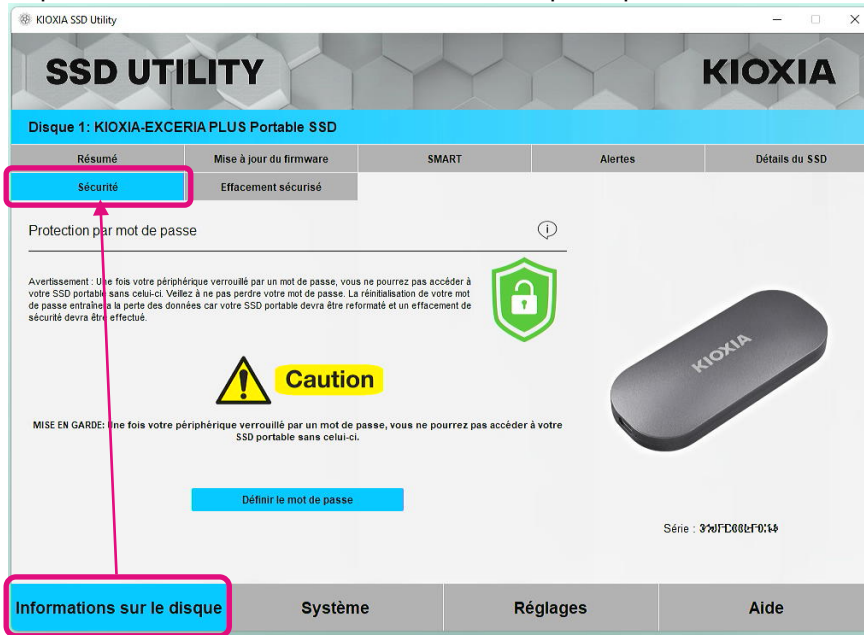 KIOXIA SSD Utility
SSD UTILITY
KIOXIA
Disque 1: KIOXIA-EXCERIA PLUS Portable SSD
Résumé
Mise à jour du firmware
SMART
Alertes
Détails du SSD
Sécurité
Effacement sécurisé
Protection par mot de passe
Avertissement : Une fois votre périphérique verrouillé par un mot de passe, vous ne pourrez pas accéder à
votre SSD portable sans celui-ci. Veillez à ne pas perdre votre mot de passe. La réinitialisation de votre mot
de passe entraînera la perte des données car votre SSD portable devra être reformaté et un effacement de
sécurité devra être effectué.
KIOXIA
Caution
MISE EN GARDE: Une fois votre périphérique verrouillé par un mot de passe, vous ne pourrez pas accéder à votre
SSD portable sans celui-ci.
Définir le mot de passe
Série :
Informations sur le disque
Système
Réglages
Aide